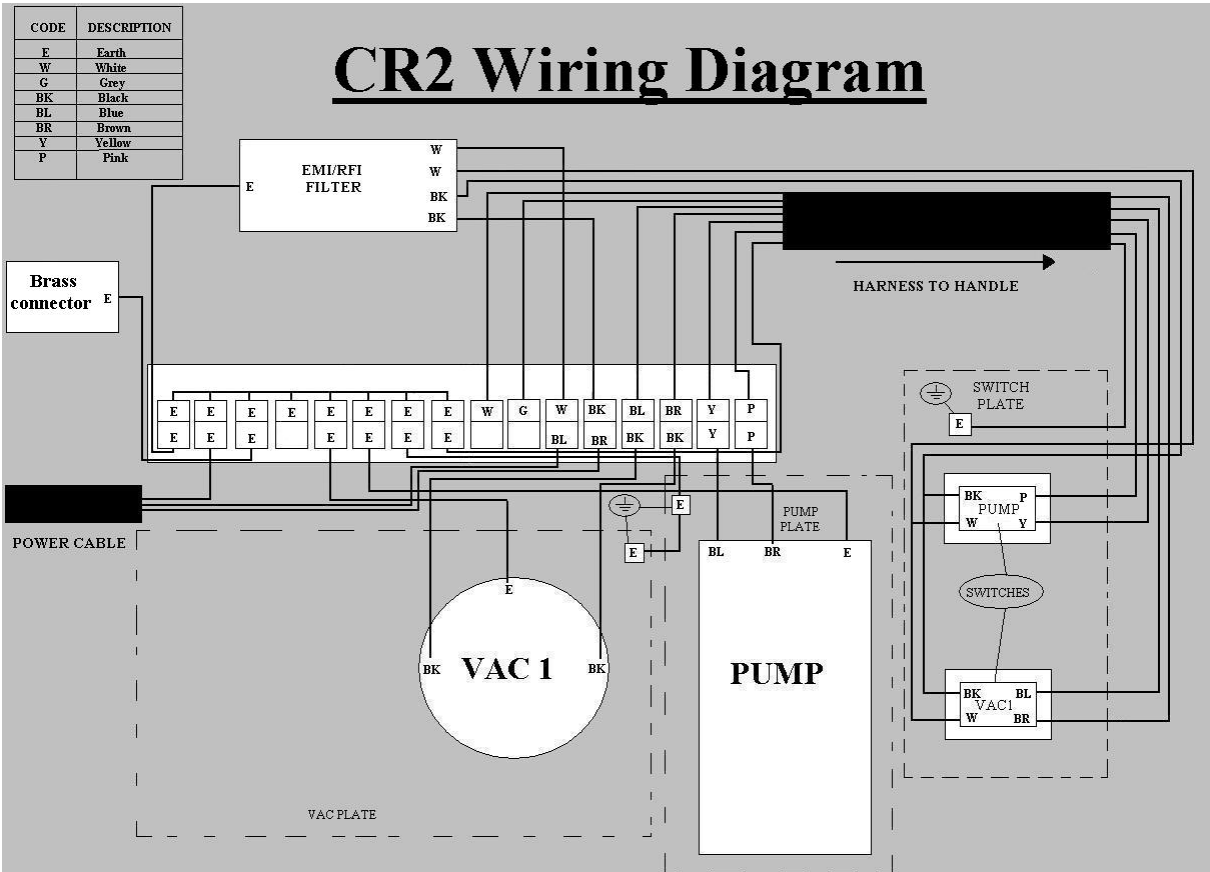 CR2 Wiring Diagram
CODE DESCRIPTION
E Earth
W White
G Grey
BK Black
BL Blue
BR Brown
Y Yellow
P Pink
EMI/RFI
FILTER
E
W
W
BK
BK
Brass
connector
E
HARNESS TO HANDLE
E E E E E E E E W G W BK BL BR Y P
E E E E E E E BL BR BK BK Y P
POWER CABLE
SWITCH
PLATE
E
BK P
PUMP
W Y
SWITCHES
BK BL
VAC1
W BR
E
E
PUMP
PLATE
BL BR E
PUMP
E
BK VAC 1 BK
VAC PLATE